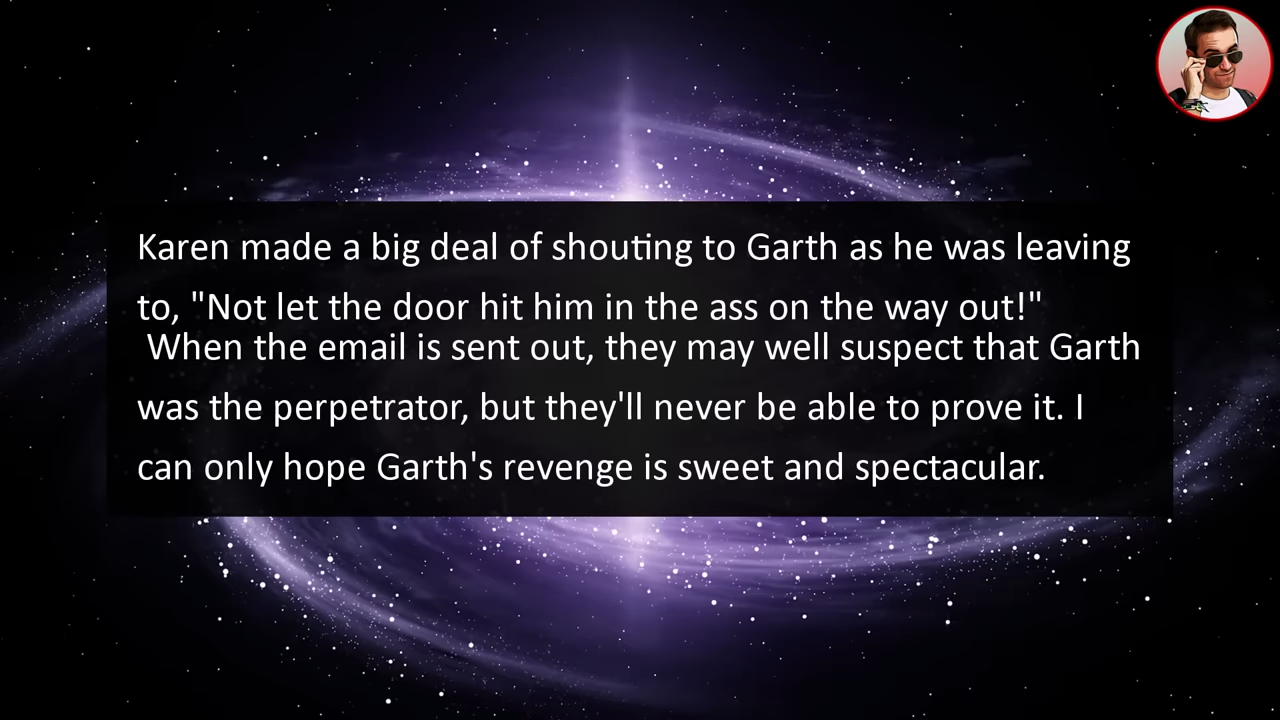 Karen made a big deal of shouting to Garth as he was leaving
to, "Not let the door hit him in the ass on the way out!"
When the email is sent out, they may well suspect that Garth
was the perpetrator, but they'll never be able to prove it. I
can only hope Garth's revenge is sweet and spectacular.